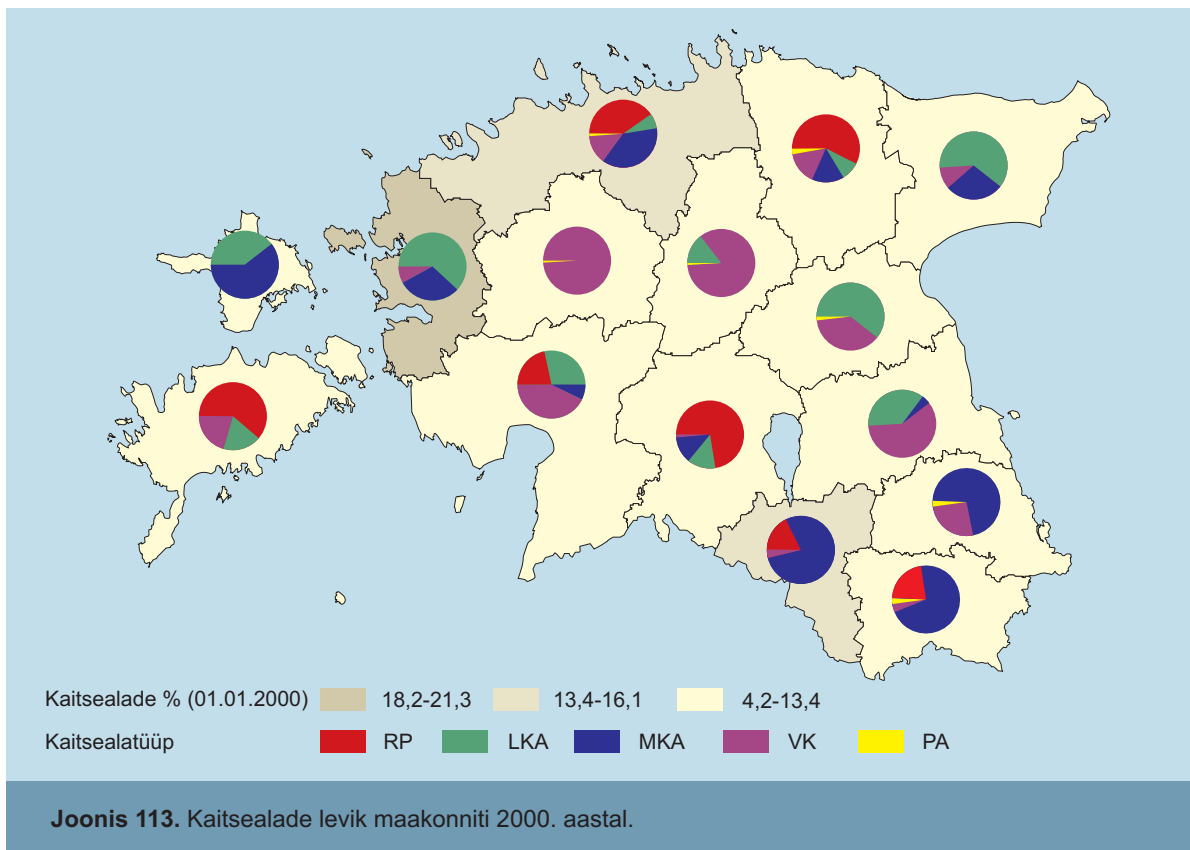 Kaitsealade % (01.01.2000) 18,2-21,3 13,4-16,1 4,2-13,4
Kaitsealatüüp RP LKA MKA VK PA
Joonis 113. Kaitsealade levik maakonniti 2000. aastal.